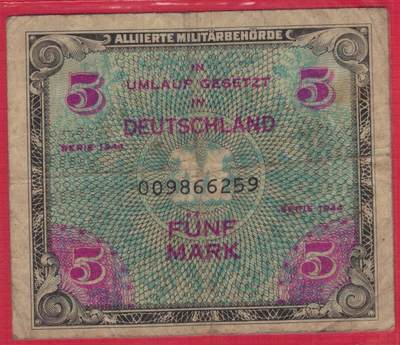 ALLIIERTE MILITÄRBEHÖRDE
5 5
IN
UMLAUF GESETZT
IN
DEUTSCHLAND
SERIE 1944
M
009866259
SERIE 1944
FÜNF
MARK
5 5